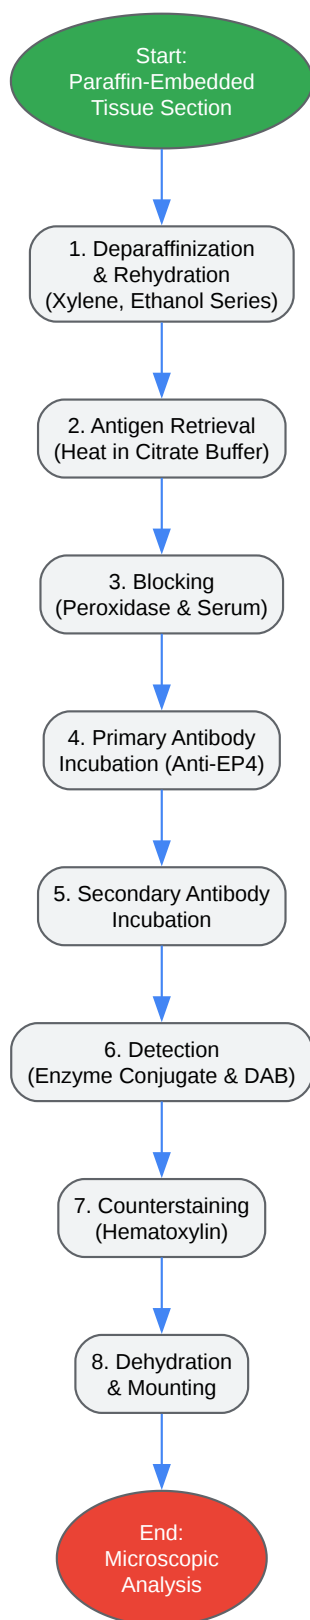 Start:
Paraffin-Embedded
Tissue Section
1. Deparaffinization
& Rehydration
(Xylene, Ethanol Series)
2. Antigen Retrieval
(Heat in Citrate Buffer)
3. Blocking
(Peroxidase & Serum)
4. Primary Antibody
Incubation (Anti-EP4)
5. Secondary Antibody
Incubation
6. Detection
(Enzyme Conjugate & DAB)
7. Counterstaining
(Hematoxylin)
8. Dehydration
& Mounting
End:
Microscopic
Analysis